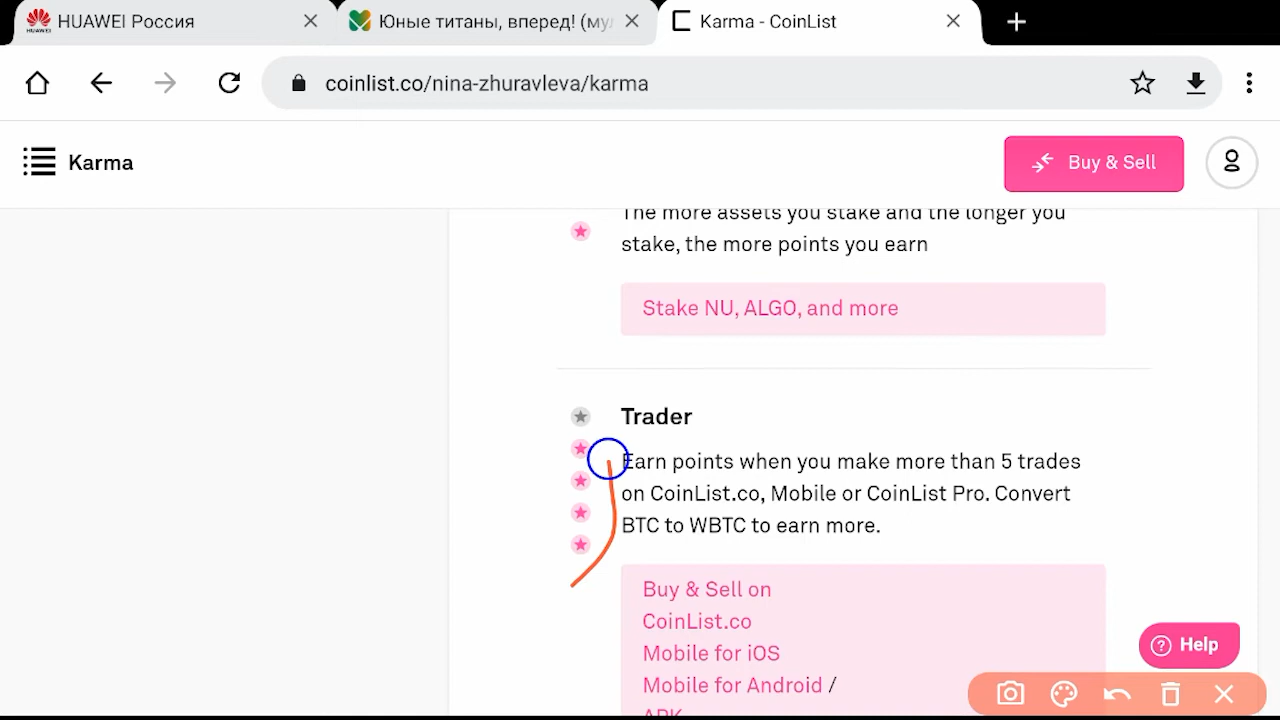 HUAWEI Россия
Юные титаны, вперед! (му
Karma - CoinList
coinlist.co/nina-zhuravleva/karma
Karma
Buy & Sell
The more assets you stake and the longer you
stake, the more points you earn
Stake NU, ALGO, and more
Trader
Earn points when you make more than 5 trades
on CoinList.co, Mobile or CoinList Pro. Convert
BTC to WBTC to earn more.
Buy & Sell on
CoinList.co
Mobile for iOS
Mobile for Android /
APK
Help